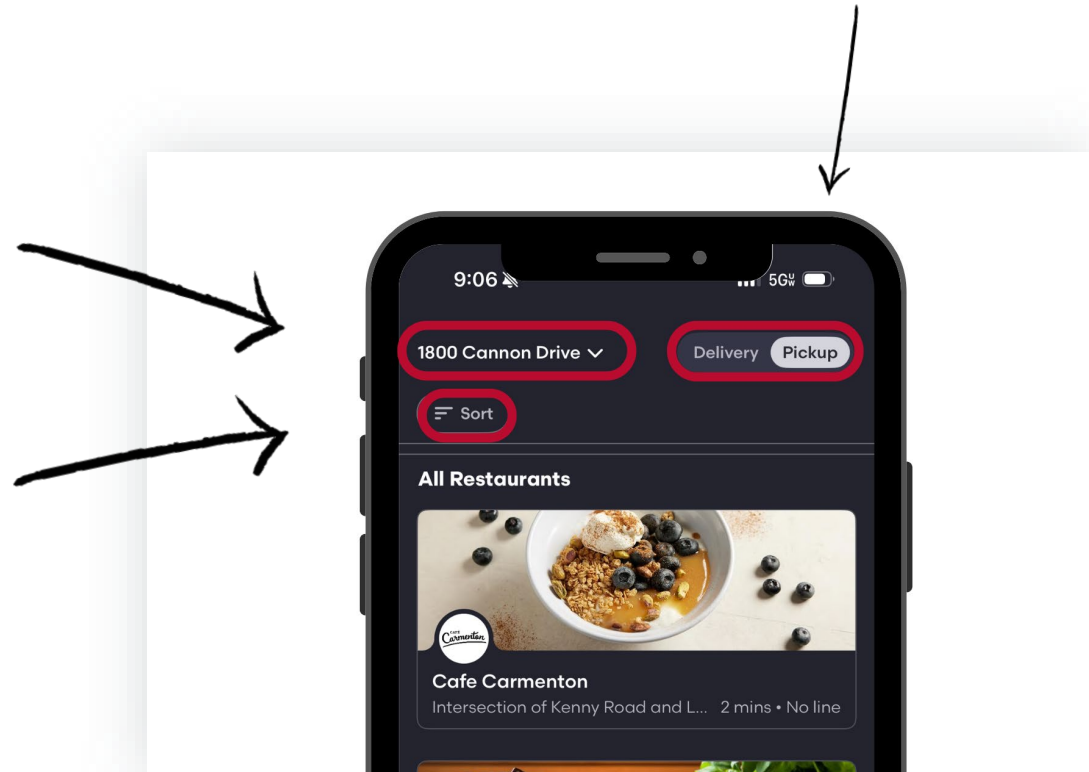 9:06 5G
1800 Cannon Drive Delivery Pickup
Sort
All Restaurants
CAFÉ
Carmenton
Cafe Carmenton
Intersection of Kenny Road and L... 2 mins • No line